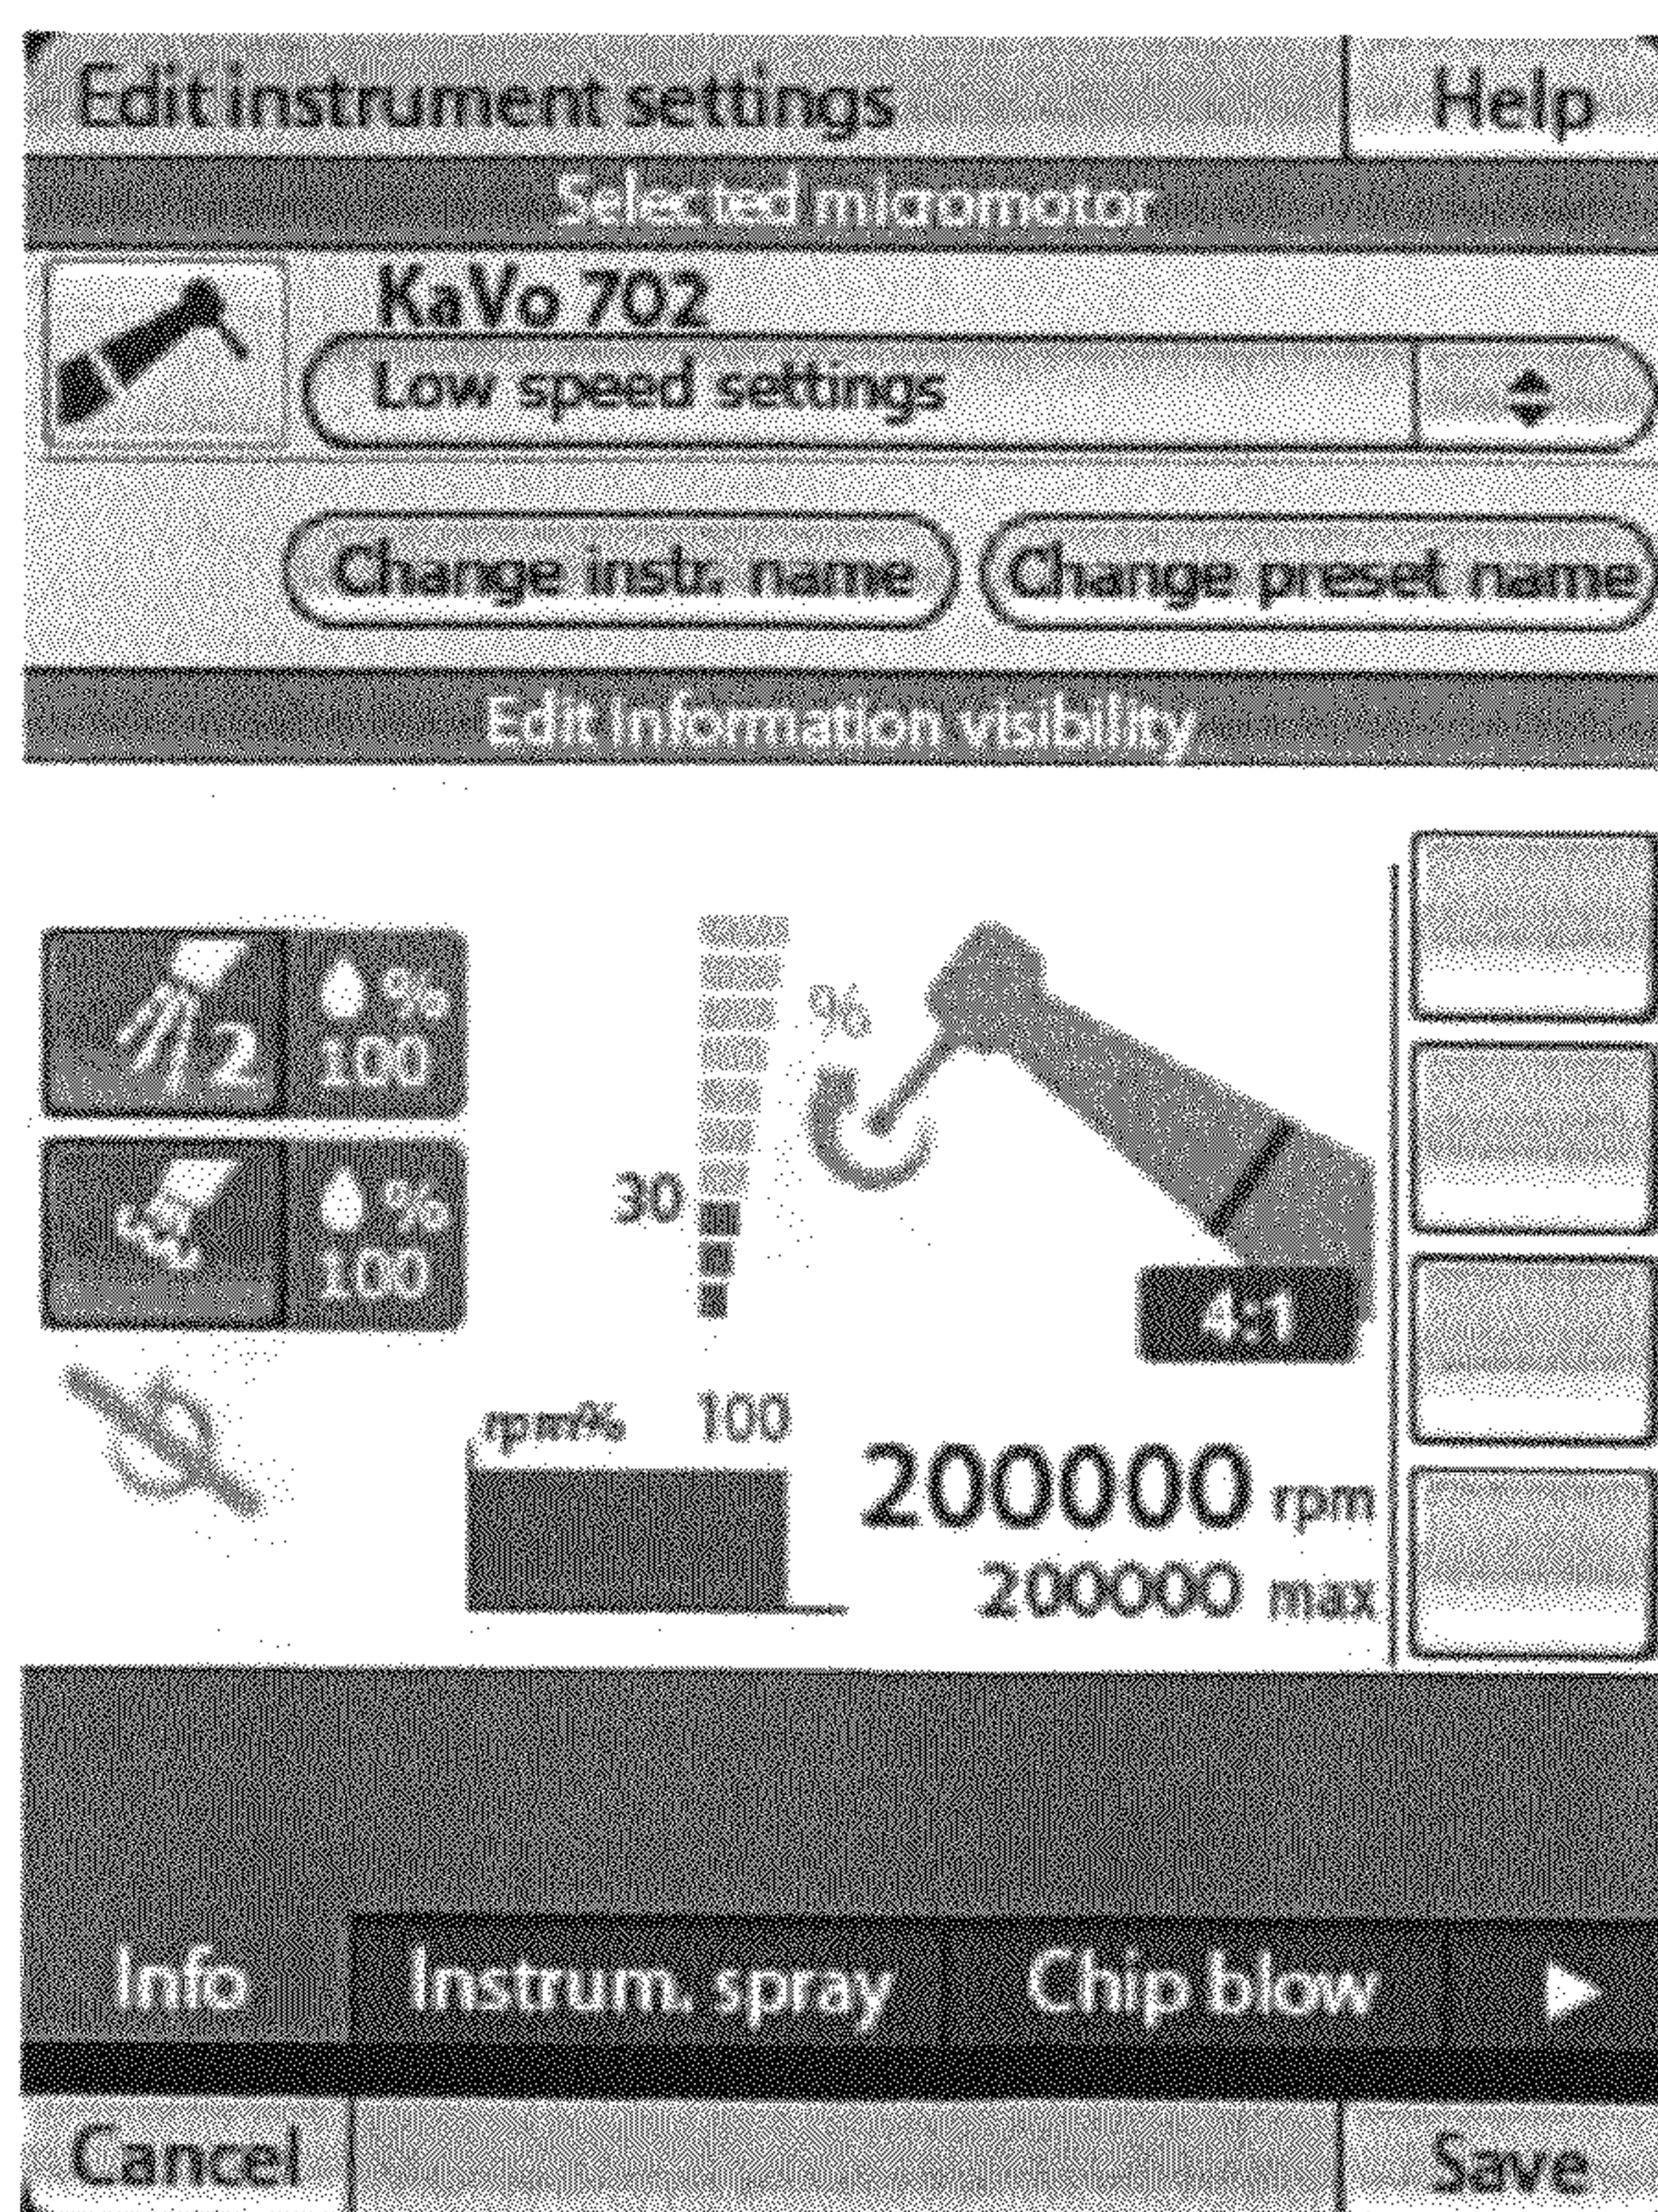 Edit instrument settings
Help
Selected micromotor
KaVo 702
Low speed settings
Change instr. name
Change preset name
Edit information visibility
2
%
100
%
100
%
30
4:1
rpm%
100
200000 rpm
200000 max
Info
Instrum. spray
Chip blow
Cancel
Save